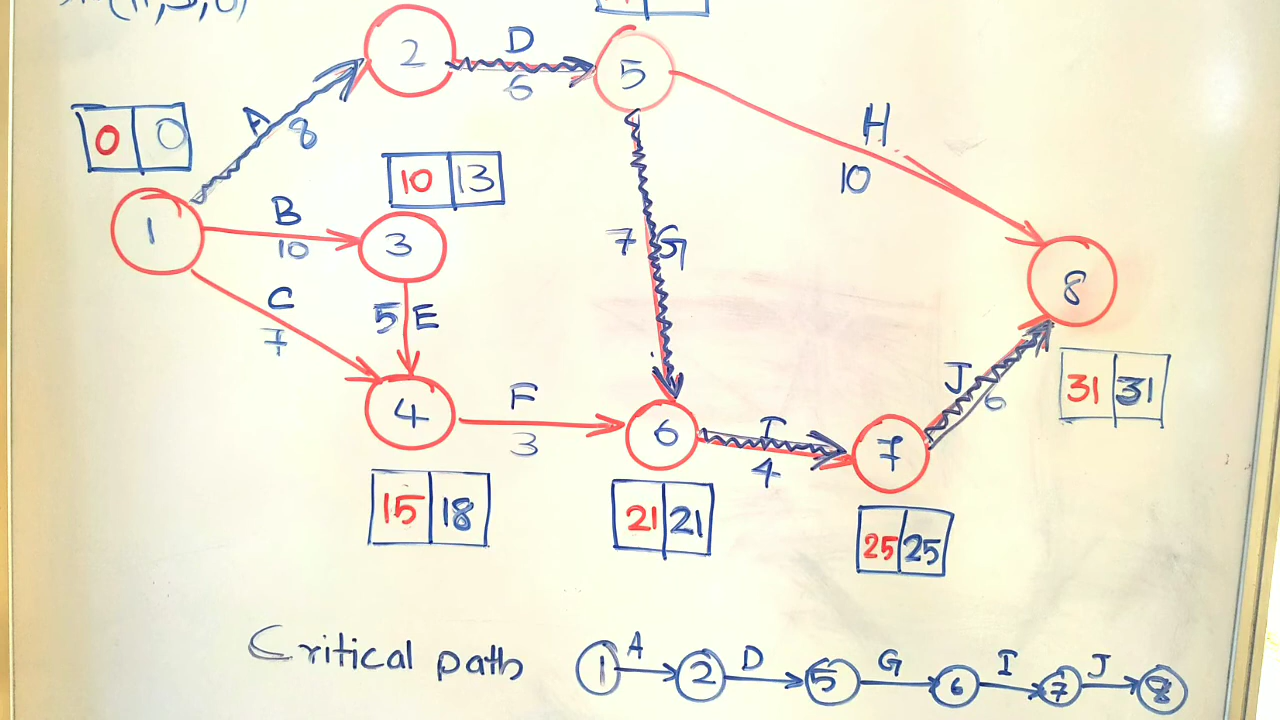 2
D
6
5
A
8
0 0
H
10
10 13
1
B
10
3
7 G
8
C
7
5 E
J
6
31 31
4
F
3
6
I
4
7
15 18
21 21
25 25
Critical path 1 A 2 D 5 G 6 I 7 J 8